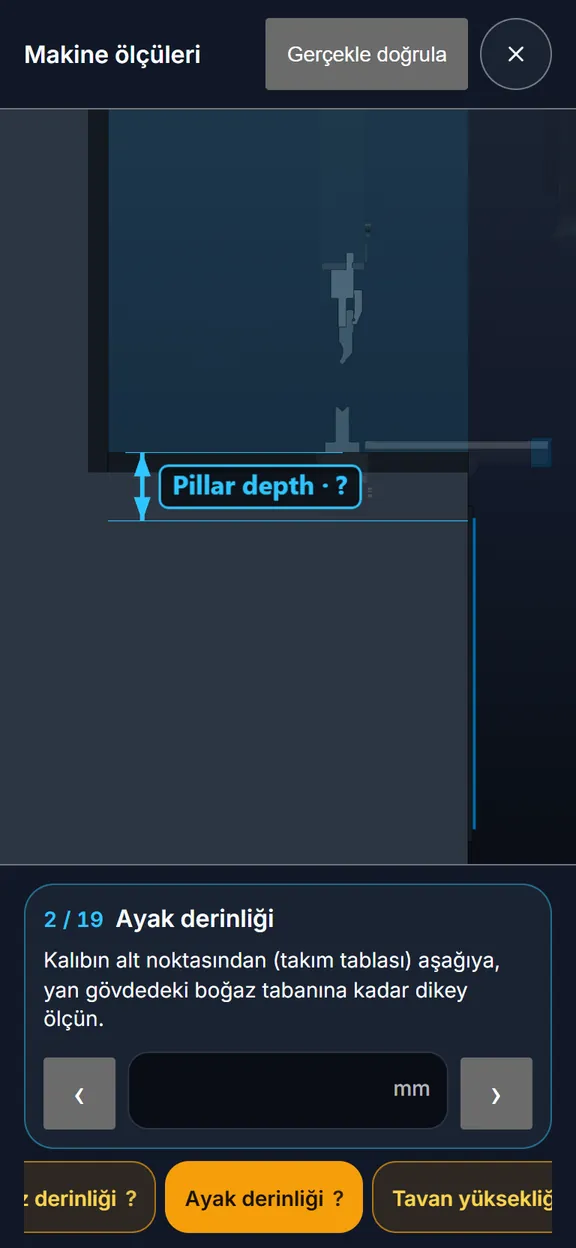 Makine ölçüleri
Gerçekle doğrula
Pillar depth · ?
2 / 19 Ayak derinliği
Kalıbın alt noktasından (takım tablası) aşağıya,
yan gövdedeki boğaz tabanına kadar dikey
ölçün.
mm
derinliği ?
Ayak derinliği ?
Tavan yüksekliğ